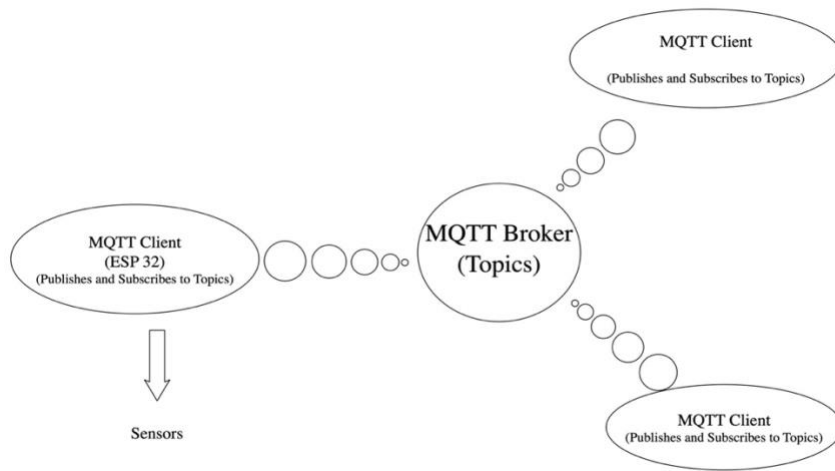 MQTT Client
(Publishes and Subscribes to Topics)
MQTT Broker
(Topics)
MQTT Client
(ESP 32)
(Publishes and Subscribes to Topics)
Sensors
MQTT Client
(Publishes and Subscribes to Topics)